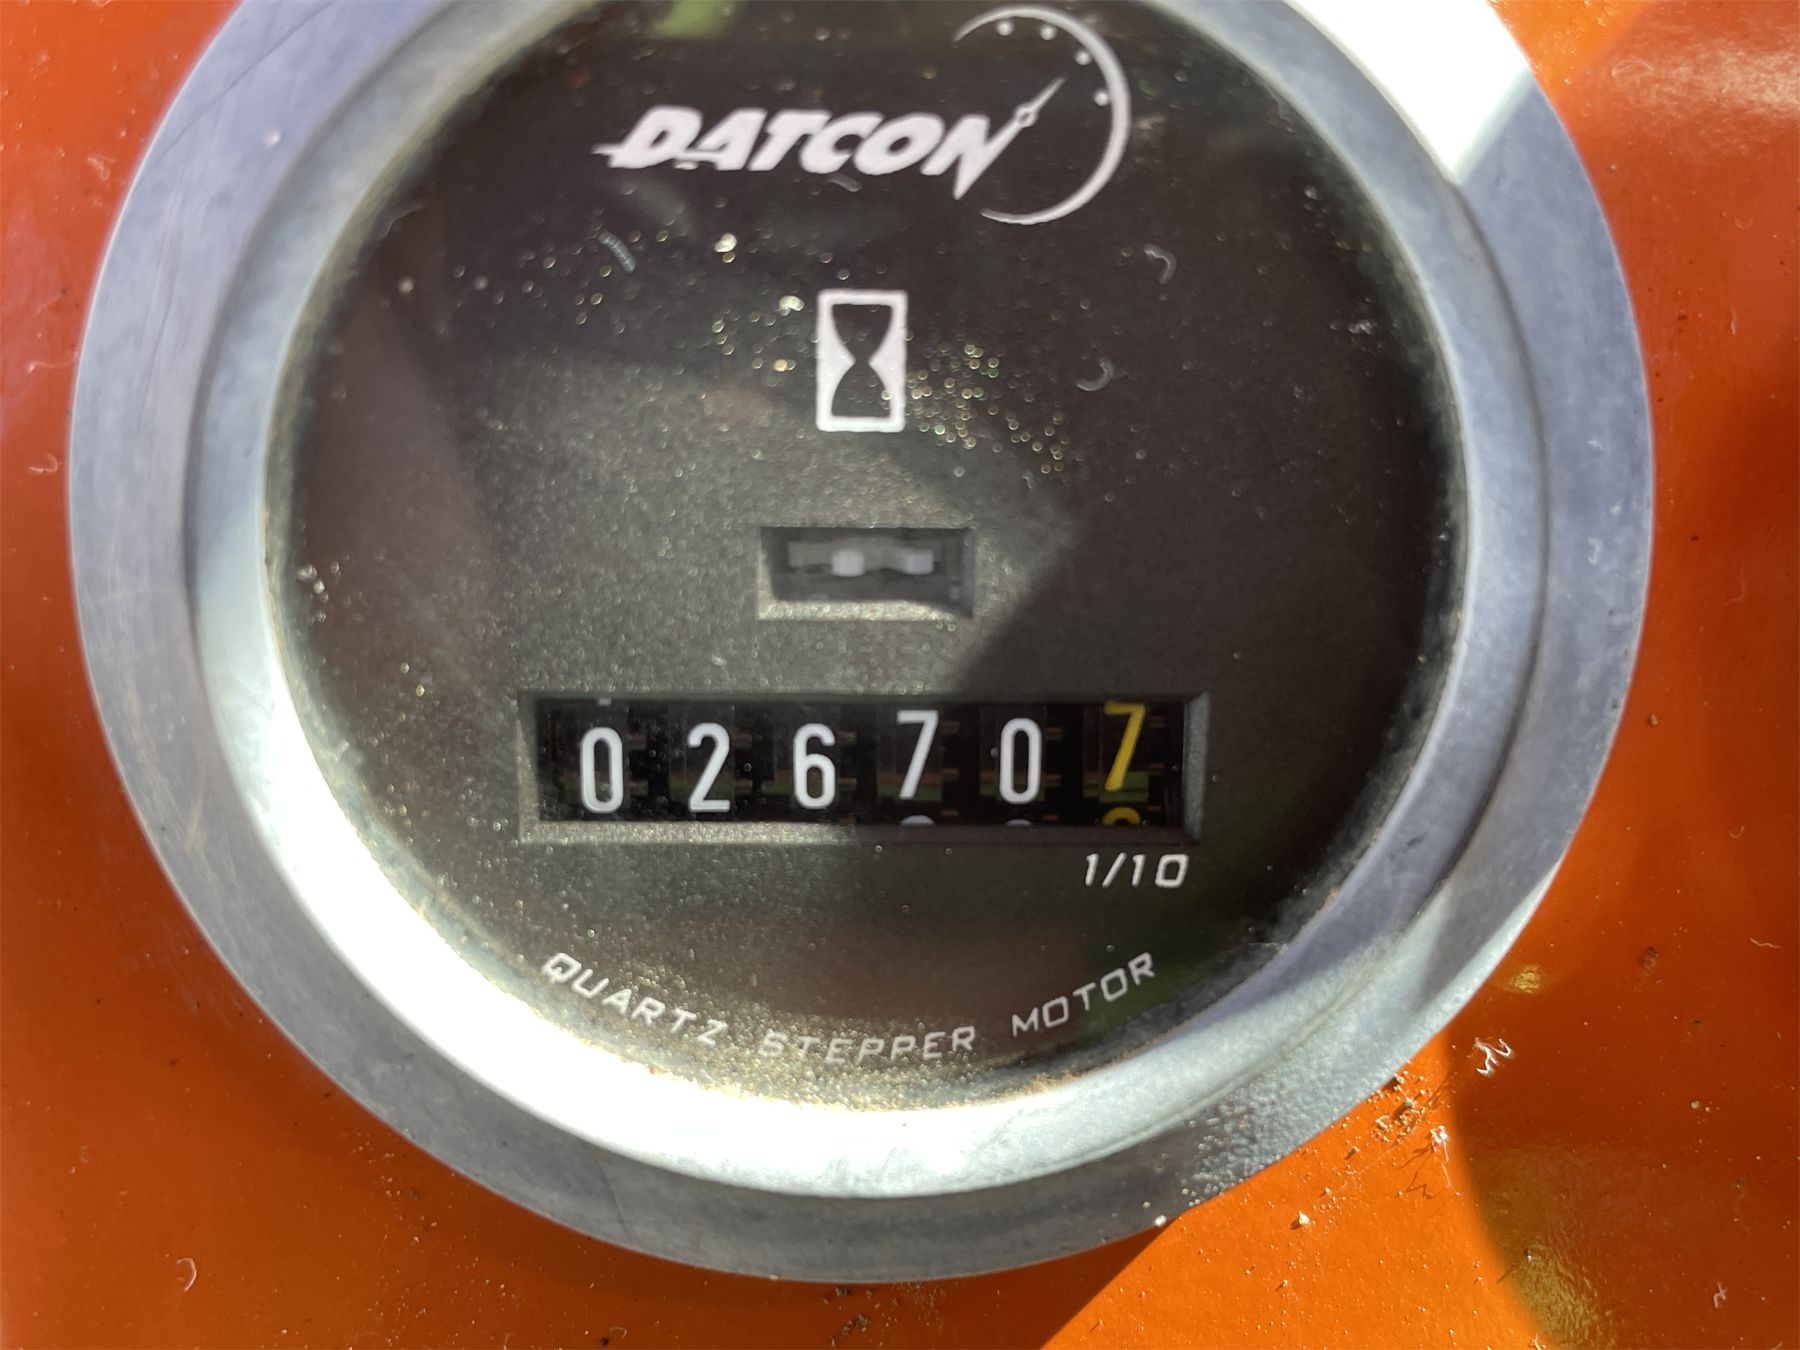 DATCON
026707
1/10
QUARTZ STEPPER MOTOR